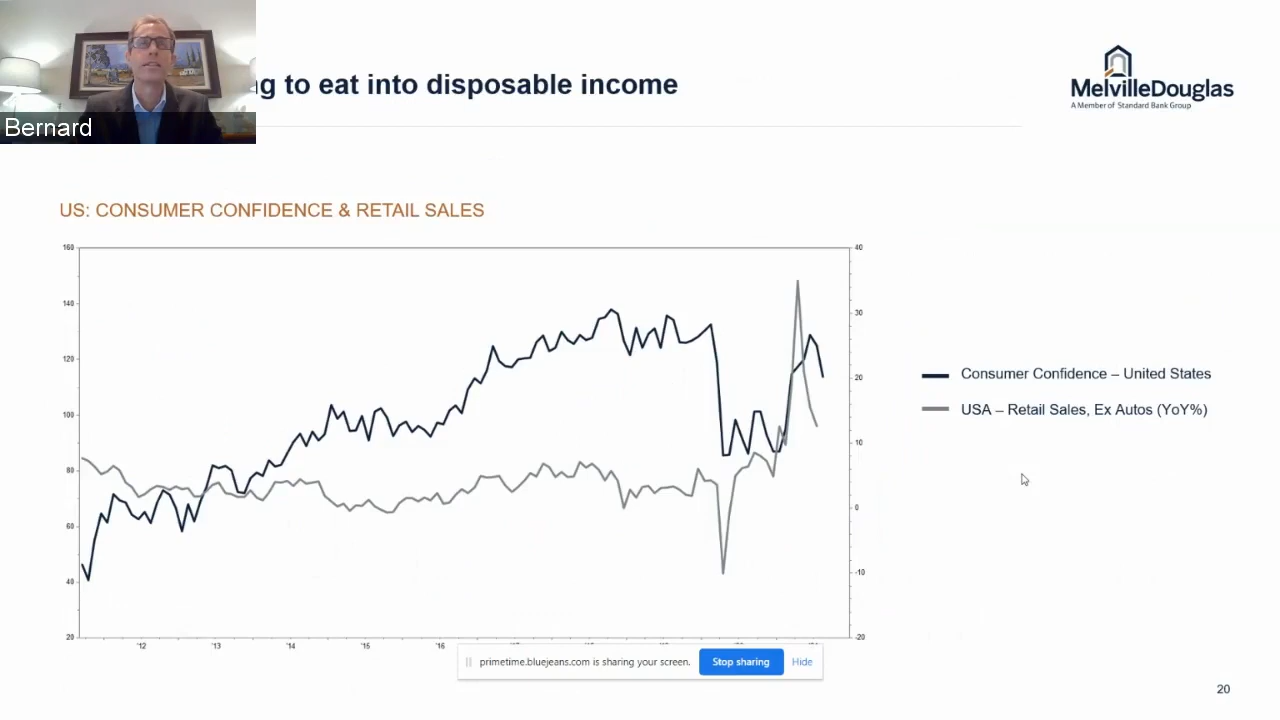 Bernard
g to eat into disposable income
MelvilleDouglas
A Member of Standard Bank Group
US: CONSUMER CONFIDENCE & RETAIL SALES
160
140
120
100
80
60
40
20
40
30
20
10
0
-10
-20
'12
'13
'14
'15
'16
Consumer Confidence – United States
USA – Retail Sales, Ex Autos (YoY%)
primetime.bluejeans.com is sharing your screen.
Stop sharing
Hide
20